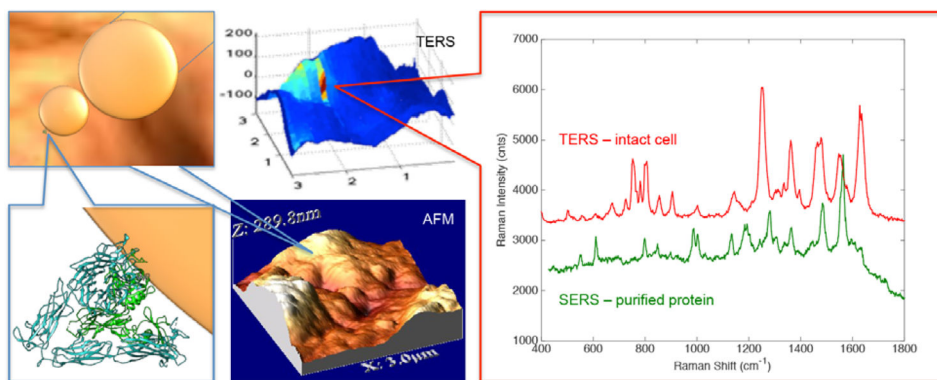 TERS
200
100
0
-100
3
2
1
3
2
1
Z: 289.8nm
AFM
X: 3.0µm
7000
6000
5000
4000
3000
2000
1000
Raman Intensity (cnts)
TERS – intact cell
SERS – purified protein
400 600 800 1000 1200 1400 1600 1800
Raman Shift (cm⁻¹)